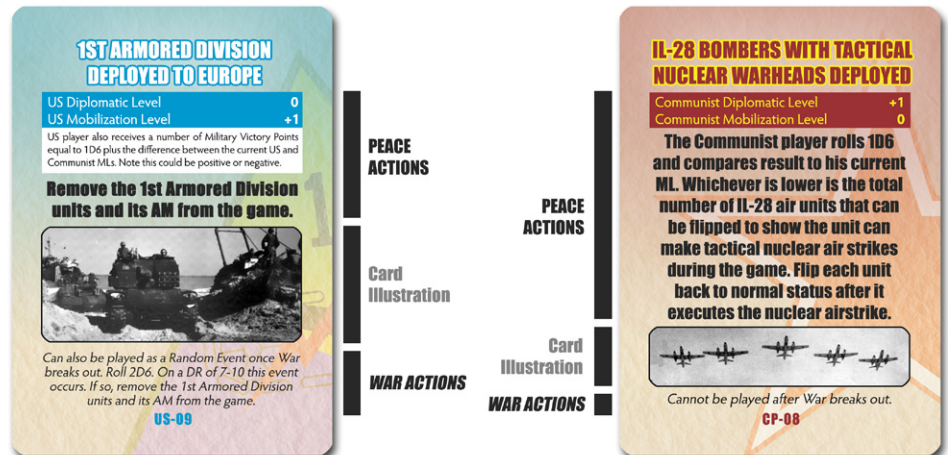 1ST ARMORED DIVISION
DEPLOYED TO EUROPE
US Diplomatic Level 0
US Mobilization Level +1
US player also receives a number of Military Victory Points
equal to 1D6 plus the difference between the current US and
Communist MLs. Note this could be positive or negative.
Remove the 1st Armored Division
units and its AM from the game.
Can also be played as a Random Event once War
breaks out. Roll 2D6. On a DR of 7-10 this event
occurs. If so, remove the 1st Armored Division
units and its AM from the game.
US-09
PEACE
ACTIONS
Card
Illustration
WAR ACTIONS
PEACE
ACTIONS
Card
Illustration
WAR ACTIONS
IL-28 BOMBERS WITH TACTICAL
NUCLEAR WARHEADS DEPLOYED
Communist Diplomatic Level +1
Communist Mobilization Level 0
The Communist player rolls 1D6
and compares result to his current
ML. Whichever is lower is the total
number of IL-28 air units that can
be flipped to show the unit can
make tactical nuclear air strikes
during the game. Flip each unit
back to normal status after it
executes the nuclear airstrike.
Cannot be played after War breaks out.
CP-08